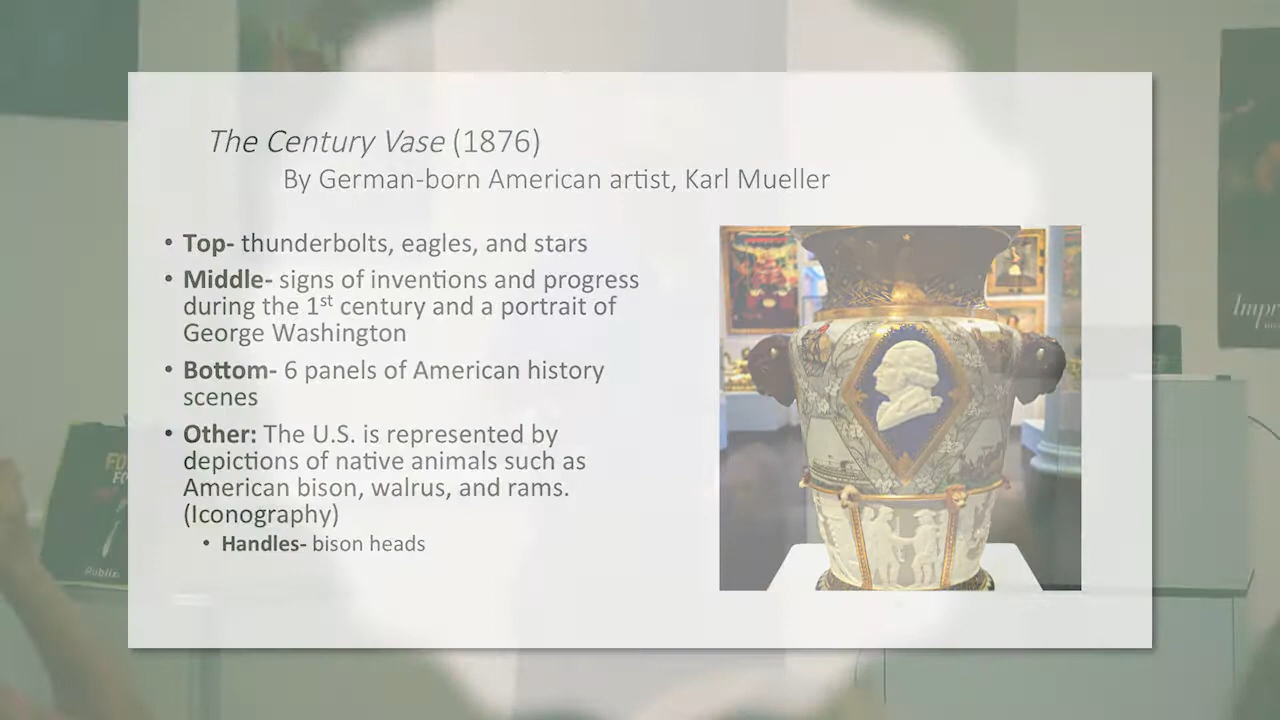 The Century Vase (1876)
By German-born American artist, Karl Mueller
• Top- thunderbolts, eagles, and stars
• Middle- signs of inventions and progress
during the 1st century and a portrait of
George Washington
• Bottom- 6 panels of American history
scenes
• Other: The U.S. is represented by
depictions of native animals such as
American bison, walrus, and rams.
(Iconography)
• Handles- bison heads
Publix